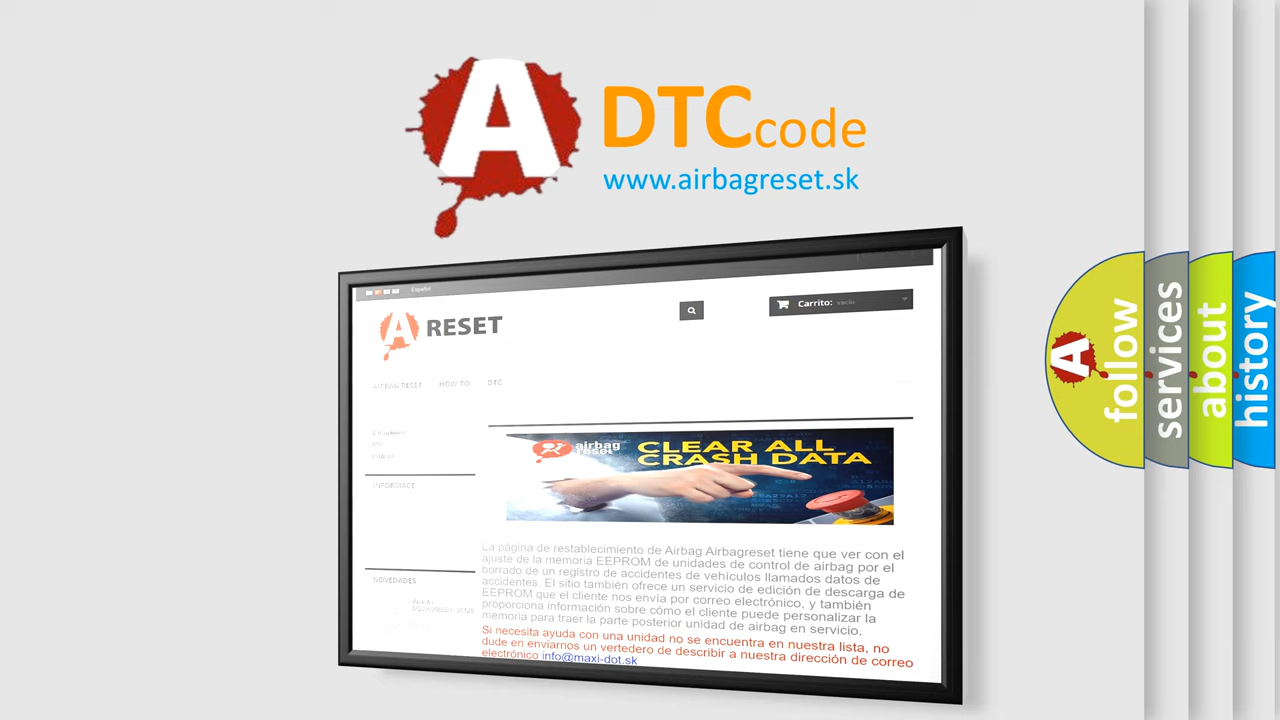 A DTCcode
www.airbagreset.sk
Español
Carrito: vacío
A RESET
AIRBAG RESET HOW TO DTC
INFORMACE
airbag
reset
CLEAR ALL
CRASH DATA
La página de restablecimiento de Airbag Airbagreset tiene que ver con el
ajuste de la memoria EEPROM de unidades de control de airbag por el
borrado de un registro de accidentes de vehículos llamados datos de
accidentes. El sitio también ofrece un servicio de edición de descarga de
EEPROM que el cliente nos envía por correo electrónico, y también
proporciona información sobre cómo el cliente puede personalizar la
memoria para traer la parte posterior unidad de airbag en servicio.
Si necesita ayuda con una unidad no se encuentra en nuestra lista, no
dude en enviarnos un vertedero de describir a nuestra dirección de correo
electrónico info@maxi-dot.sk
NOVEDADES
A follow
services
about
history